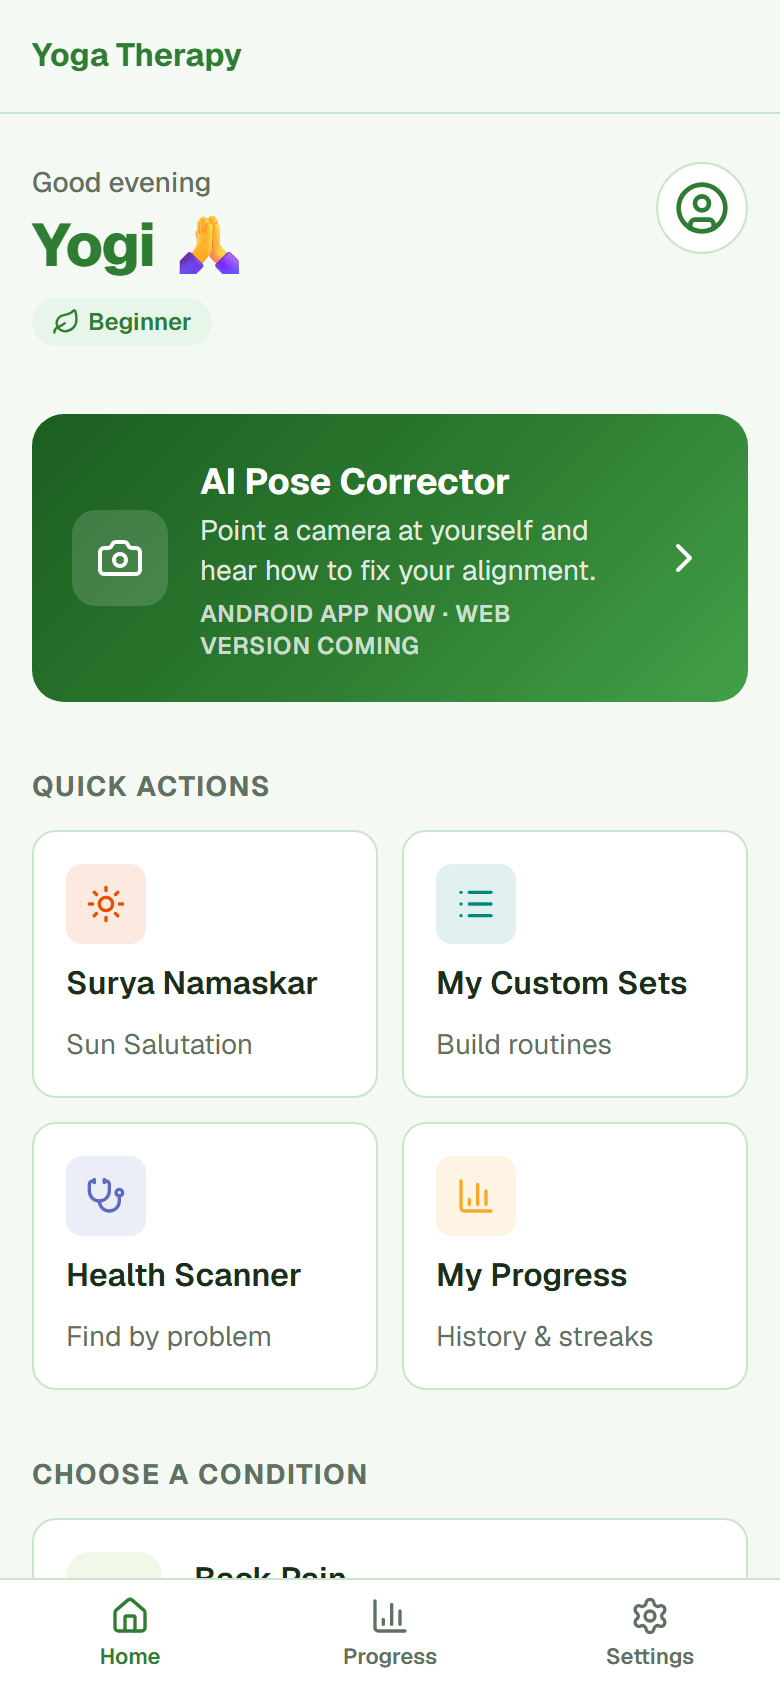 Yoga Therapy
Good evening
Yogi 🙏
Beginner
AI Pose Corrector
Point a camera at yourself and
hear how to fix your alignment.
ANDROID APP NOW · WEB
VERSION COMING
QUICK ACTIONS
Surya Namaskar
Sun Salutation
My Custom Sets
Build routines
Health Scanner
Find by problem
My Progress
History & streaks
CHOOSE A CONDITION
Back Pain
Home
Progress
Settings